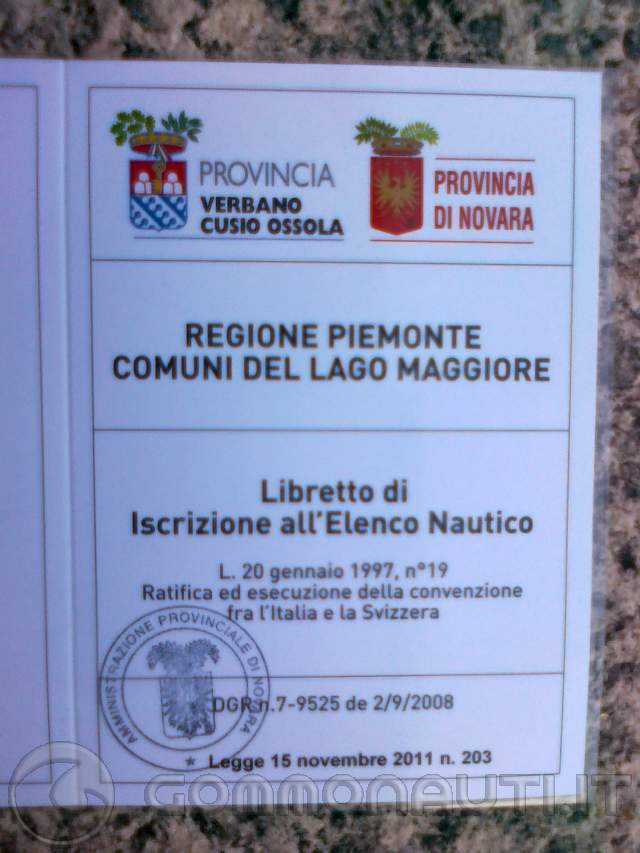 PROVINCIA
VERBANO
CUSIO OSSOLA
PROVINCIA
DI NOVARA
REGIONE PIEMONTE
COMUNI DEL LAGO MAGGIORE
Libretto di
Iscrizione all'Elenco Nautico
L. 20 gennaio 1997, n°19
Ratifica ed esecuzione della convenzione
fra l'Italia e la Svizzera
AMMINISTRAZIONE PROVINCIALE DI NOVARA
DGR n.7-9525 de 2/9/2008
Legge 15 novembre 2011 n. 203
GOMMONAUTI.IT